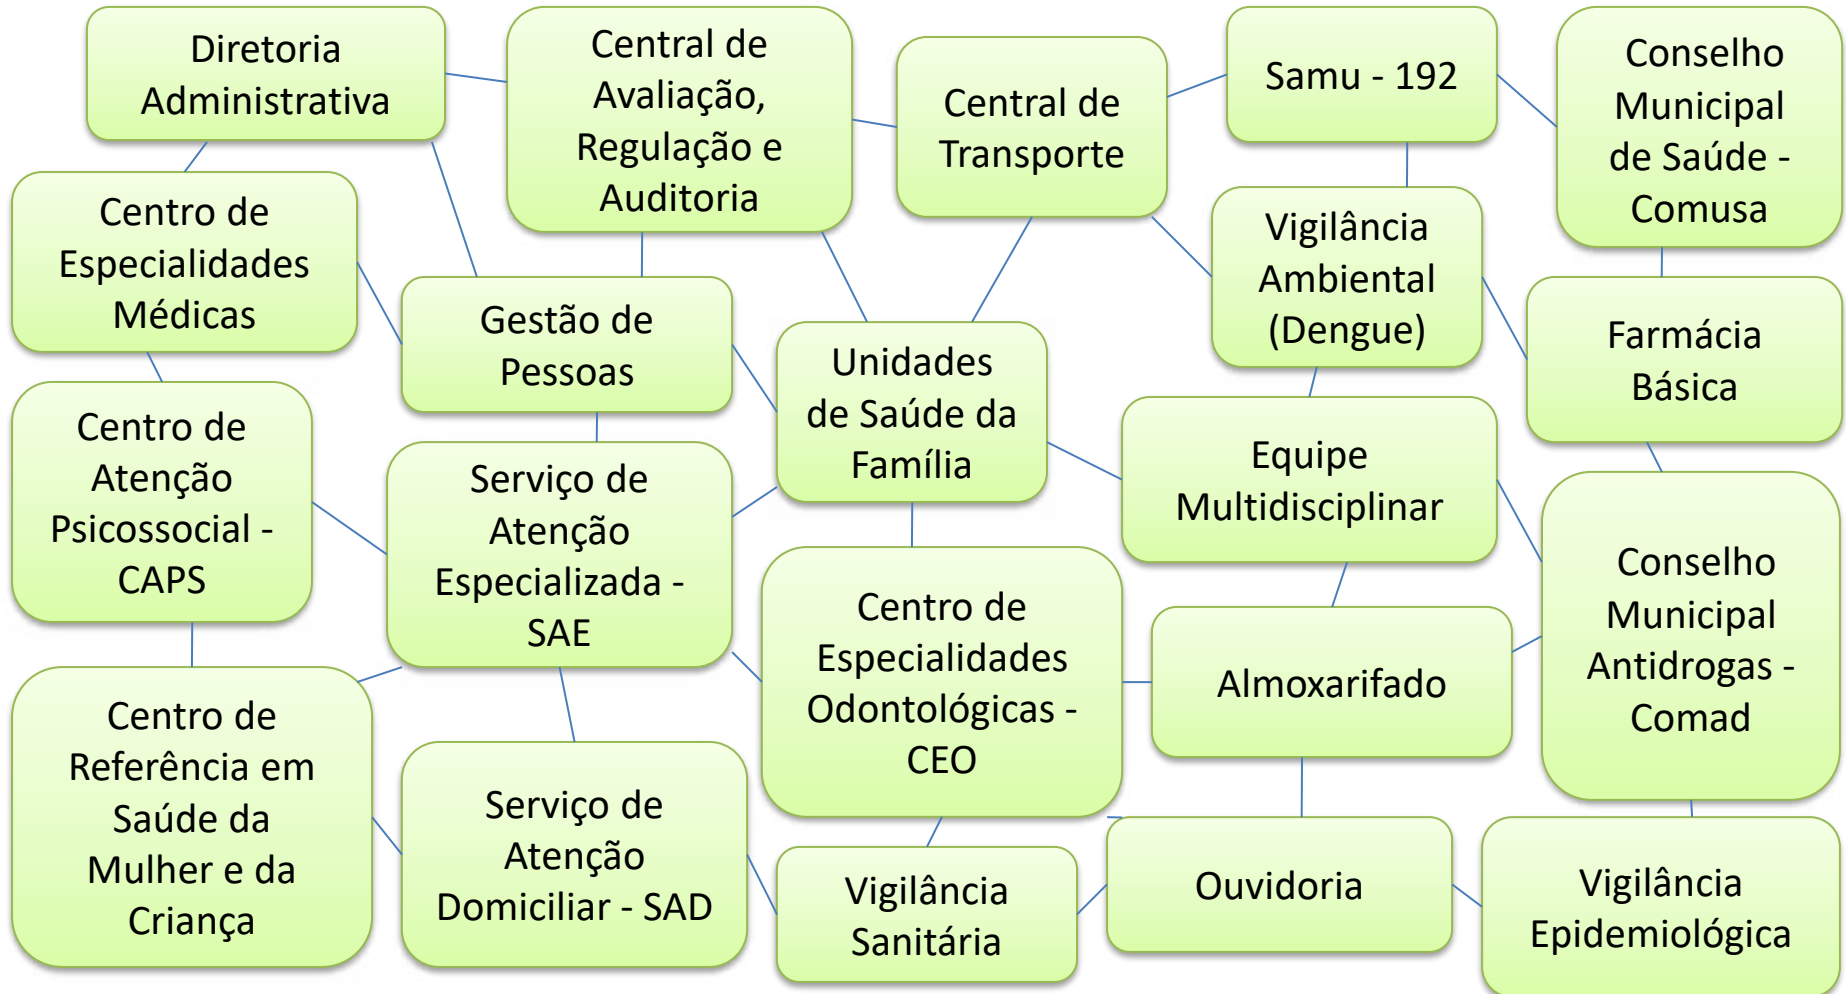 Diretoria
Administrativa
Central de
Avaliação,
Regulação e
Auditoria
Central de
Transporte
Samu - 192
Conselho
Municipal
de Saúde -
Comusa
Centro de
Especialidades
Médicas
Gestão de
Pessoas
Unidades
de Saúde da
Família
Vigilância
Ambiental
(Dengue)
Farmácia
Básica
Centro de
Atenção
Psicossocial -
CAPS
Serviço de
Atenção
Especializada -
SAE
Equipe
Multidisciplinar
Centro de
Especialidades
Odontológicas -
CEO
Almoxarifado
Conselho
Municipal
Antidrogas -
Comad
Centro de
Referência em
Saúde da
Mulher e da
Criança
Serviço de
Atenção
Domiciliar - SAD
Vigilância
Sanitária
Ouvidoria
Vigilância
Epidemiológica